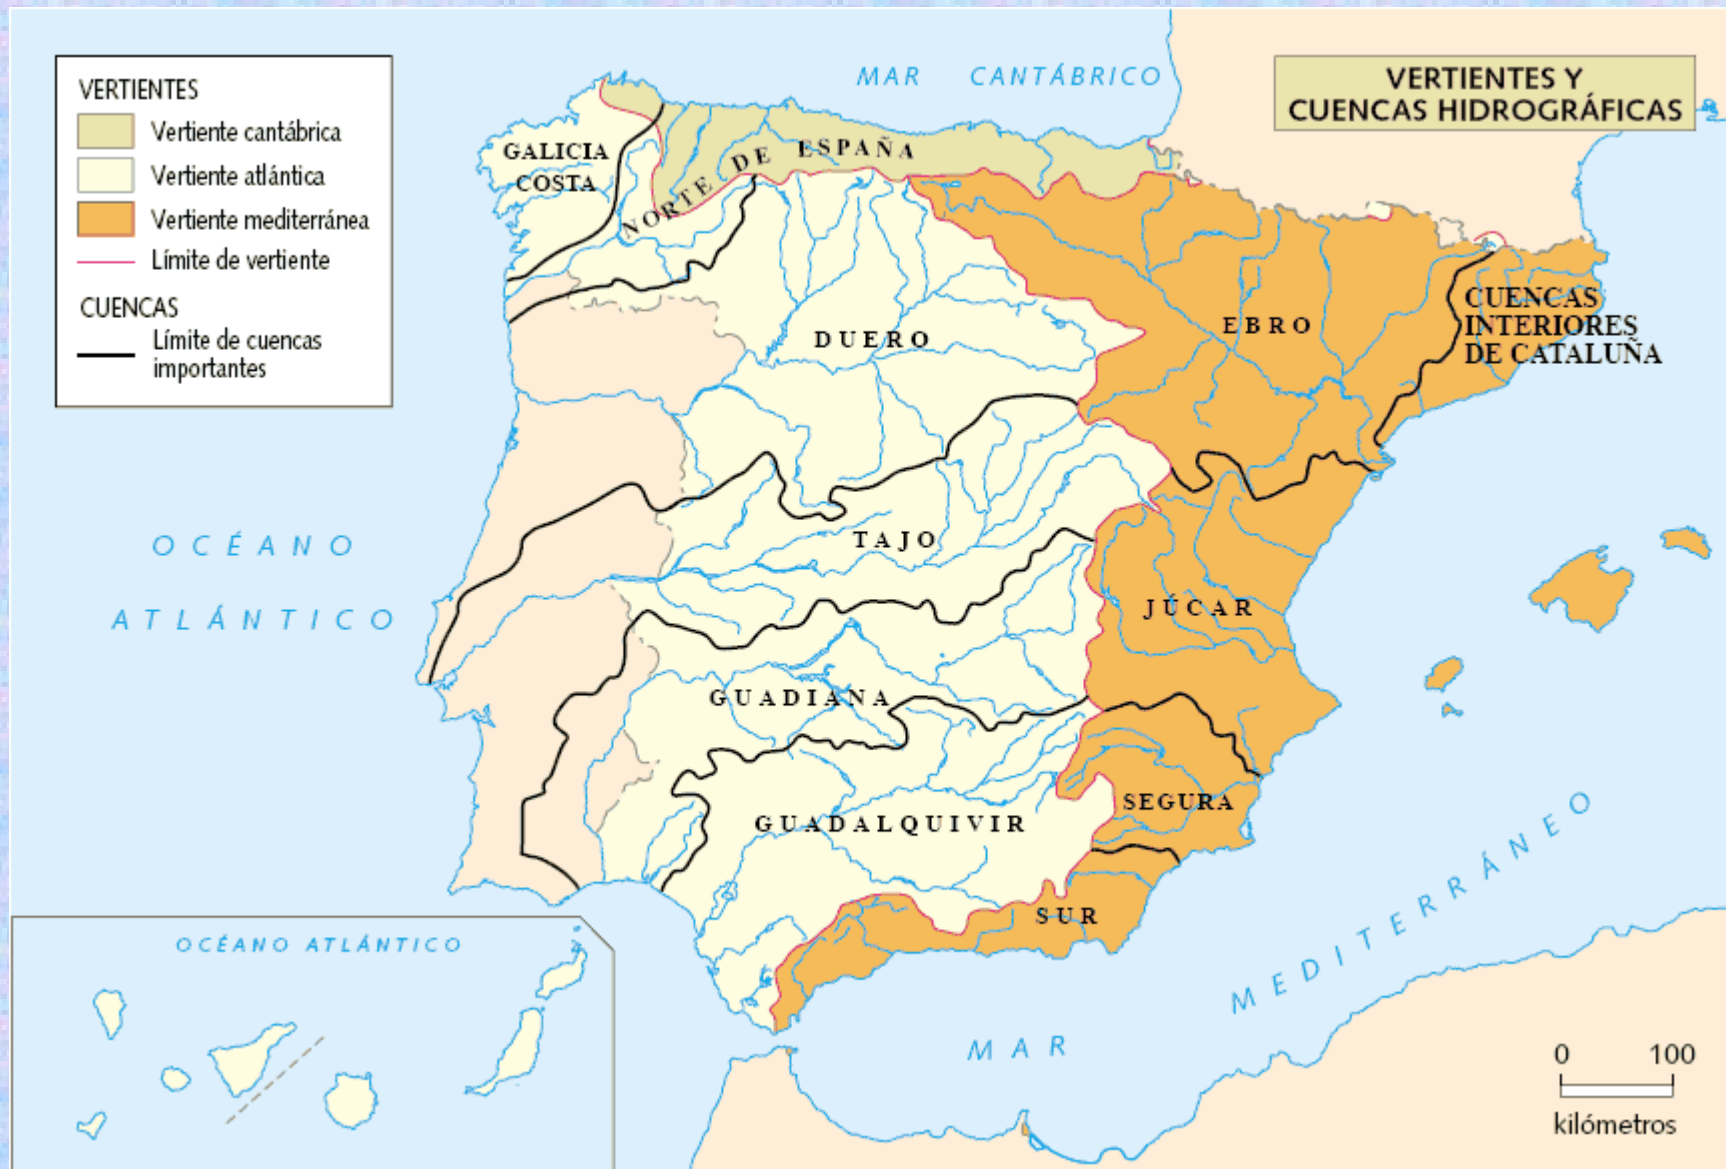 VERTIENTES Y
CUENCAS HIDROGRÁFICAS
VERTIENTES
Vertiente cantábrica
Vertiente atlántica
Vertiente mediterránea
Límite de vertiente
CUENCAS
Límite de cuencas
importantes
MAR CANTÁBRICO
GALICIA
COSTA
NORTE DE ESPAÑA
DUERO
EBRO
CUENCAS
INTERIORES
DE CATALUÑA
OCÉANO
ATLÁNTICO
TAJO
JÚCAR
GUADIANA
SEGURA
GUADALQUIVIR
SUR
MAR MEDITERRÁNEO
OCÉANO ATLÁNTICO
0 100
kilómetros